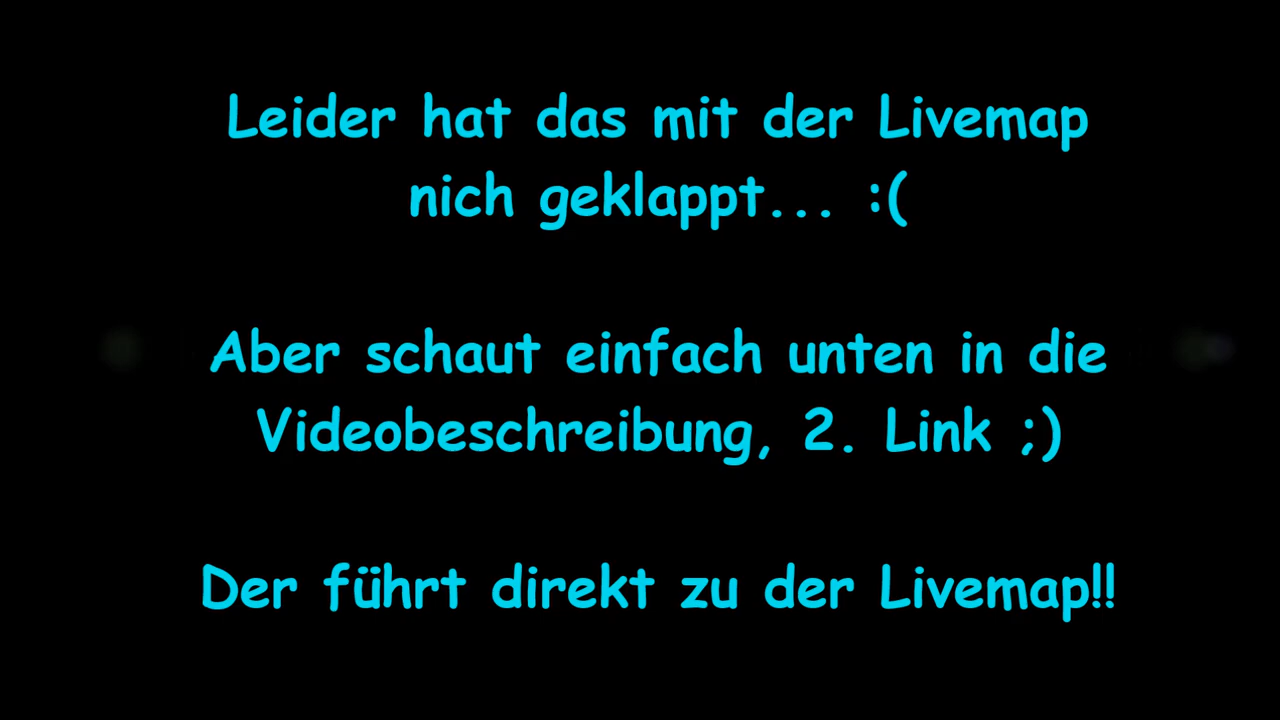 Leider hat das mit der Livemap
nich geklappt... :(
Aber schaut einfach unten in die
Videobeschreibung, 2. Link ;)
Der führt direkt zu der Livemap!!